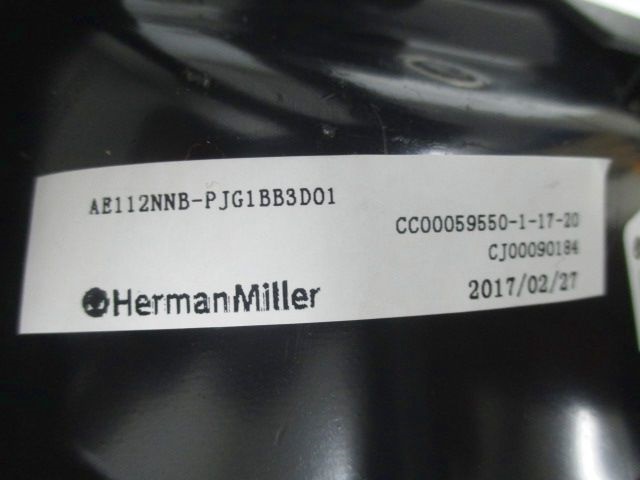 AE112NNB-PJG1BB3D01
CC00059550-1-17-20
CJ00090184
HermanMiller
2017/02/27